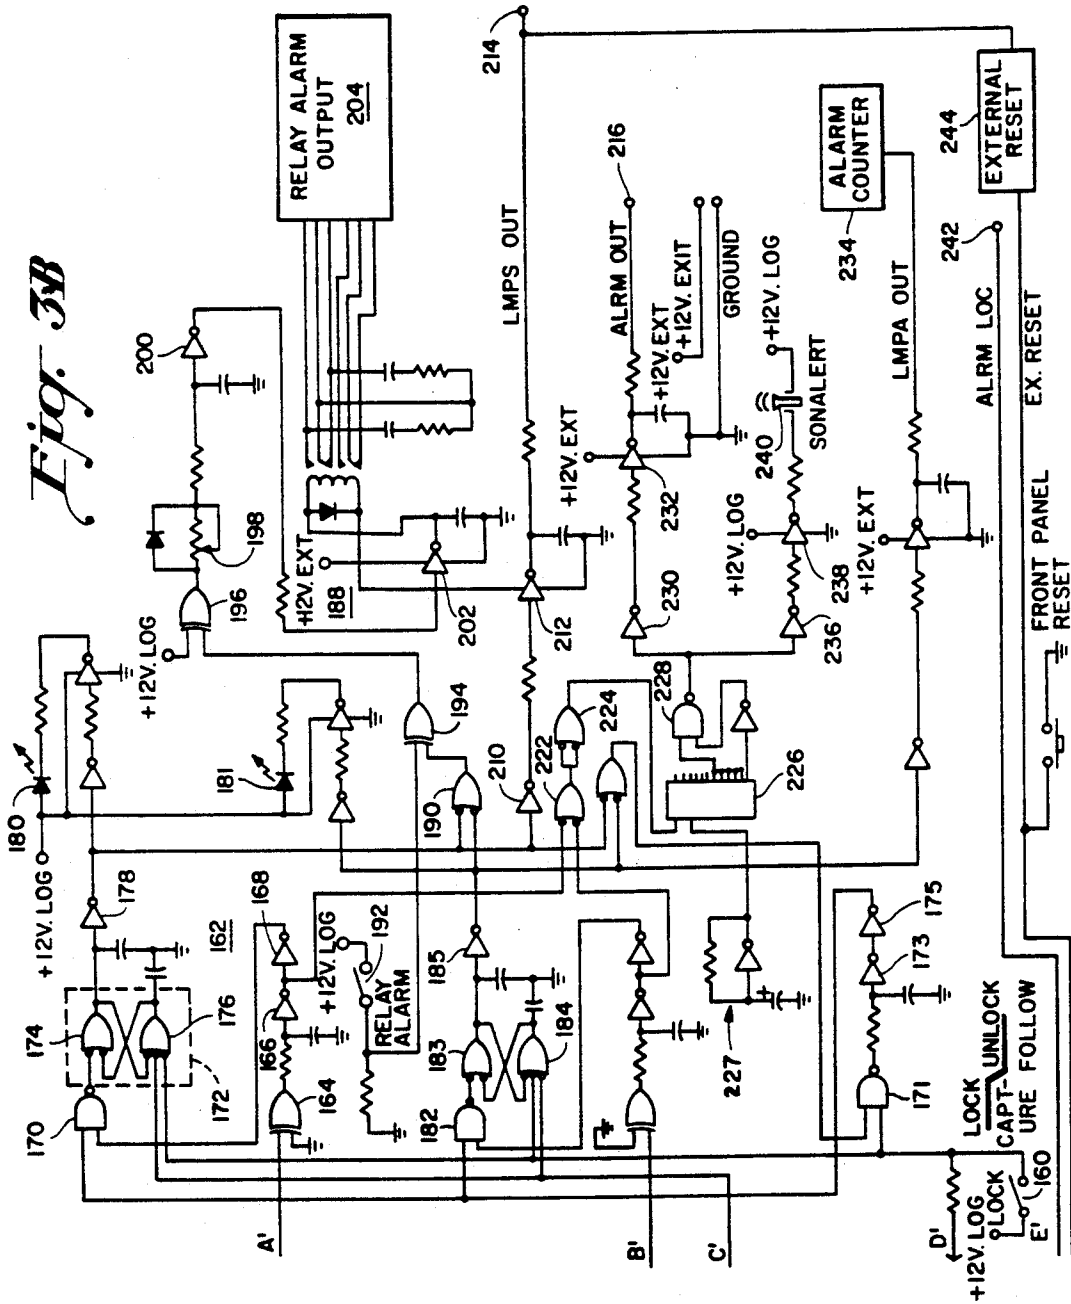 Fig. 3B
180
+12V. LOG
178
162
174
176
172
170
168
166
164
A'
+12V. LOG
192
RELAY
ALARM
181
+12V. LOG
196
198
200
RELAY ALARM
OUTPUT
204
+12V. EXT
188
202
194
190
185
183
184
182
B'
C'
210
212
LMPS OUT
214
222
224
228
226
227
230
+12V. EXT
232
ALRM OUT
216
+12V. EXT
+12V. EXIT
GROUND
+12V. LOG
236
238
240
SONALERT
+12V. LOG
+12V. EXT
LMPA OUT
ALARM
COUNTER
234
171
173
175
D'
+12V. LOG
LOCK
E'
160
LOCK UNLOCK
CAPT-
URE FOLLOW
FRONT PANEL
RESET
ALRM LOC
242
EX. RESET
EXTERNAL
RESET
244